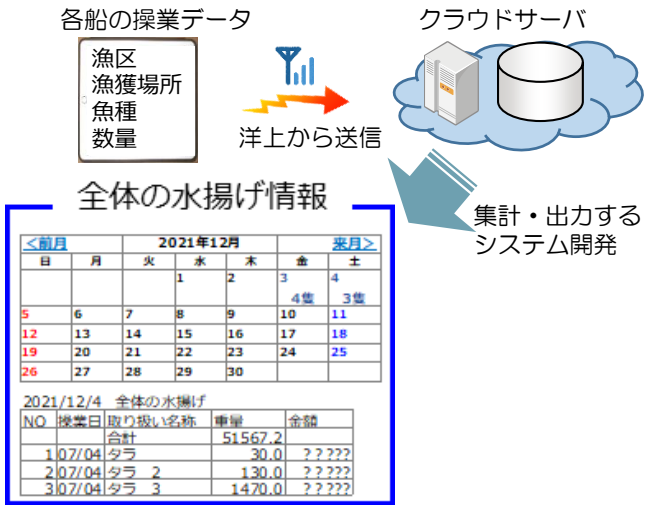 各船の操業データ
クラウドサーバ
漁区
漁獲場所
魚種
数量
洋上から送信
集計・出力する
システム開発
全体の水揚げ情報
<前月 2021年12月 来月>
日 月 火 水 木 金 土
1 2 3 4
4隻 3隻
5 6 7 8 9 10 11
12 13 14 15 16 17 18
19 20 21 22 23 24 25
26 27 28 29 30
2021/12/4 全体の水揚げ
NO 操業日 取り扱い名称 重量 金額
合計 51567.2
1 07/04 タラ 30.0 ?????
2 07/04 タラ 2 130.0 ?????
3 07/04 タラ 3 1470.0 ?????